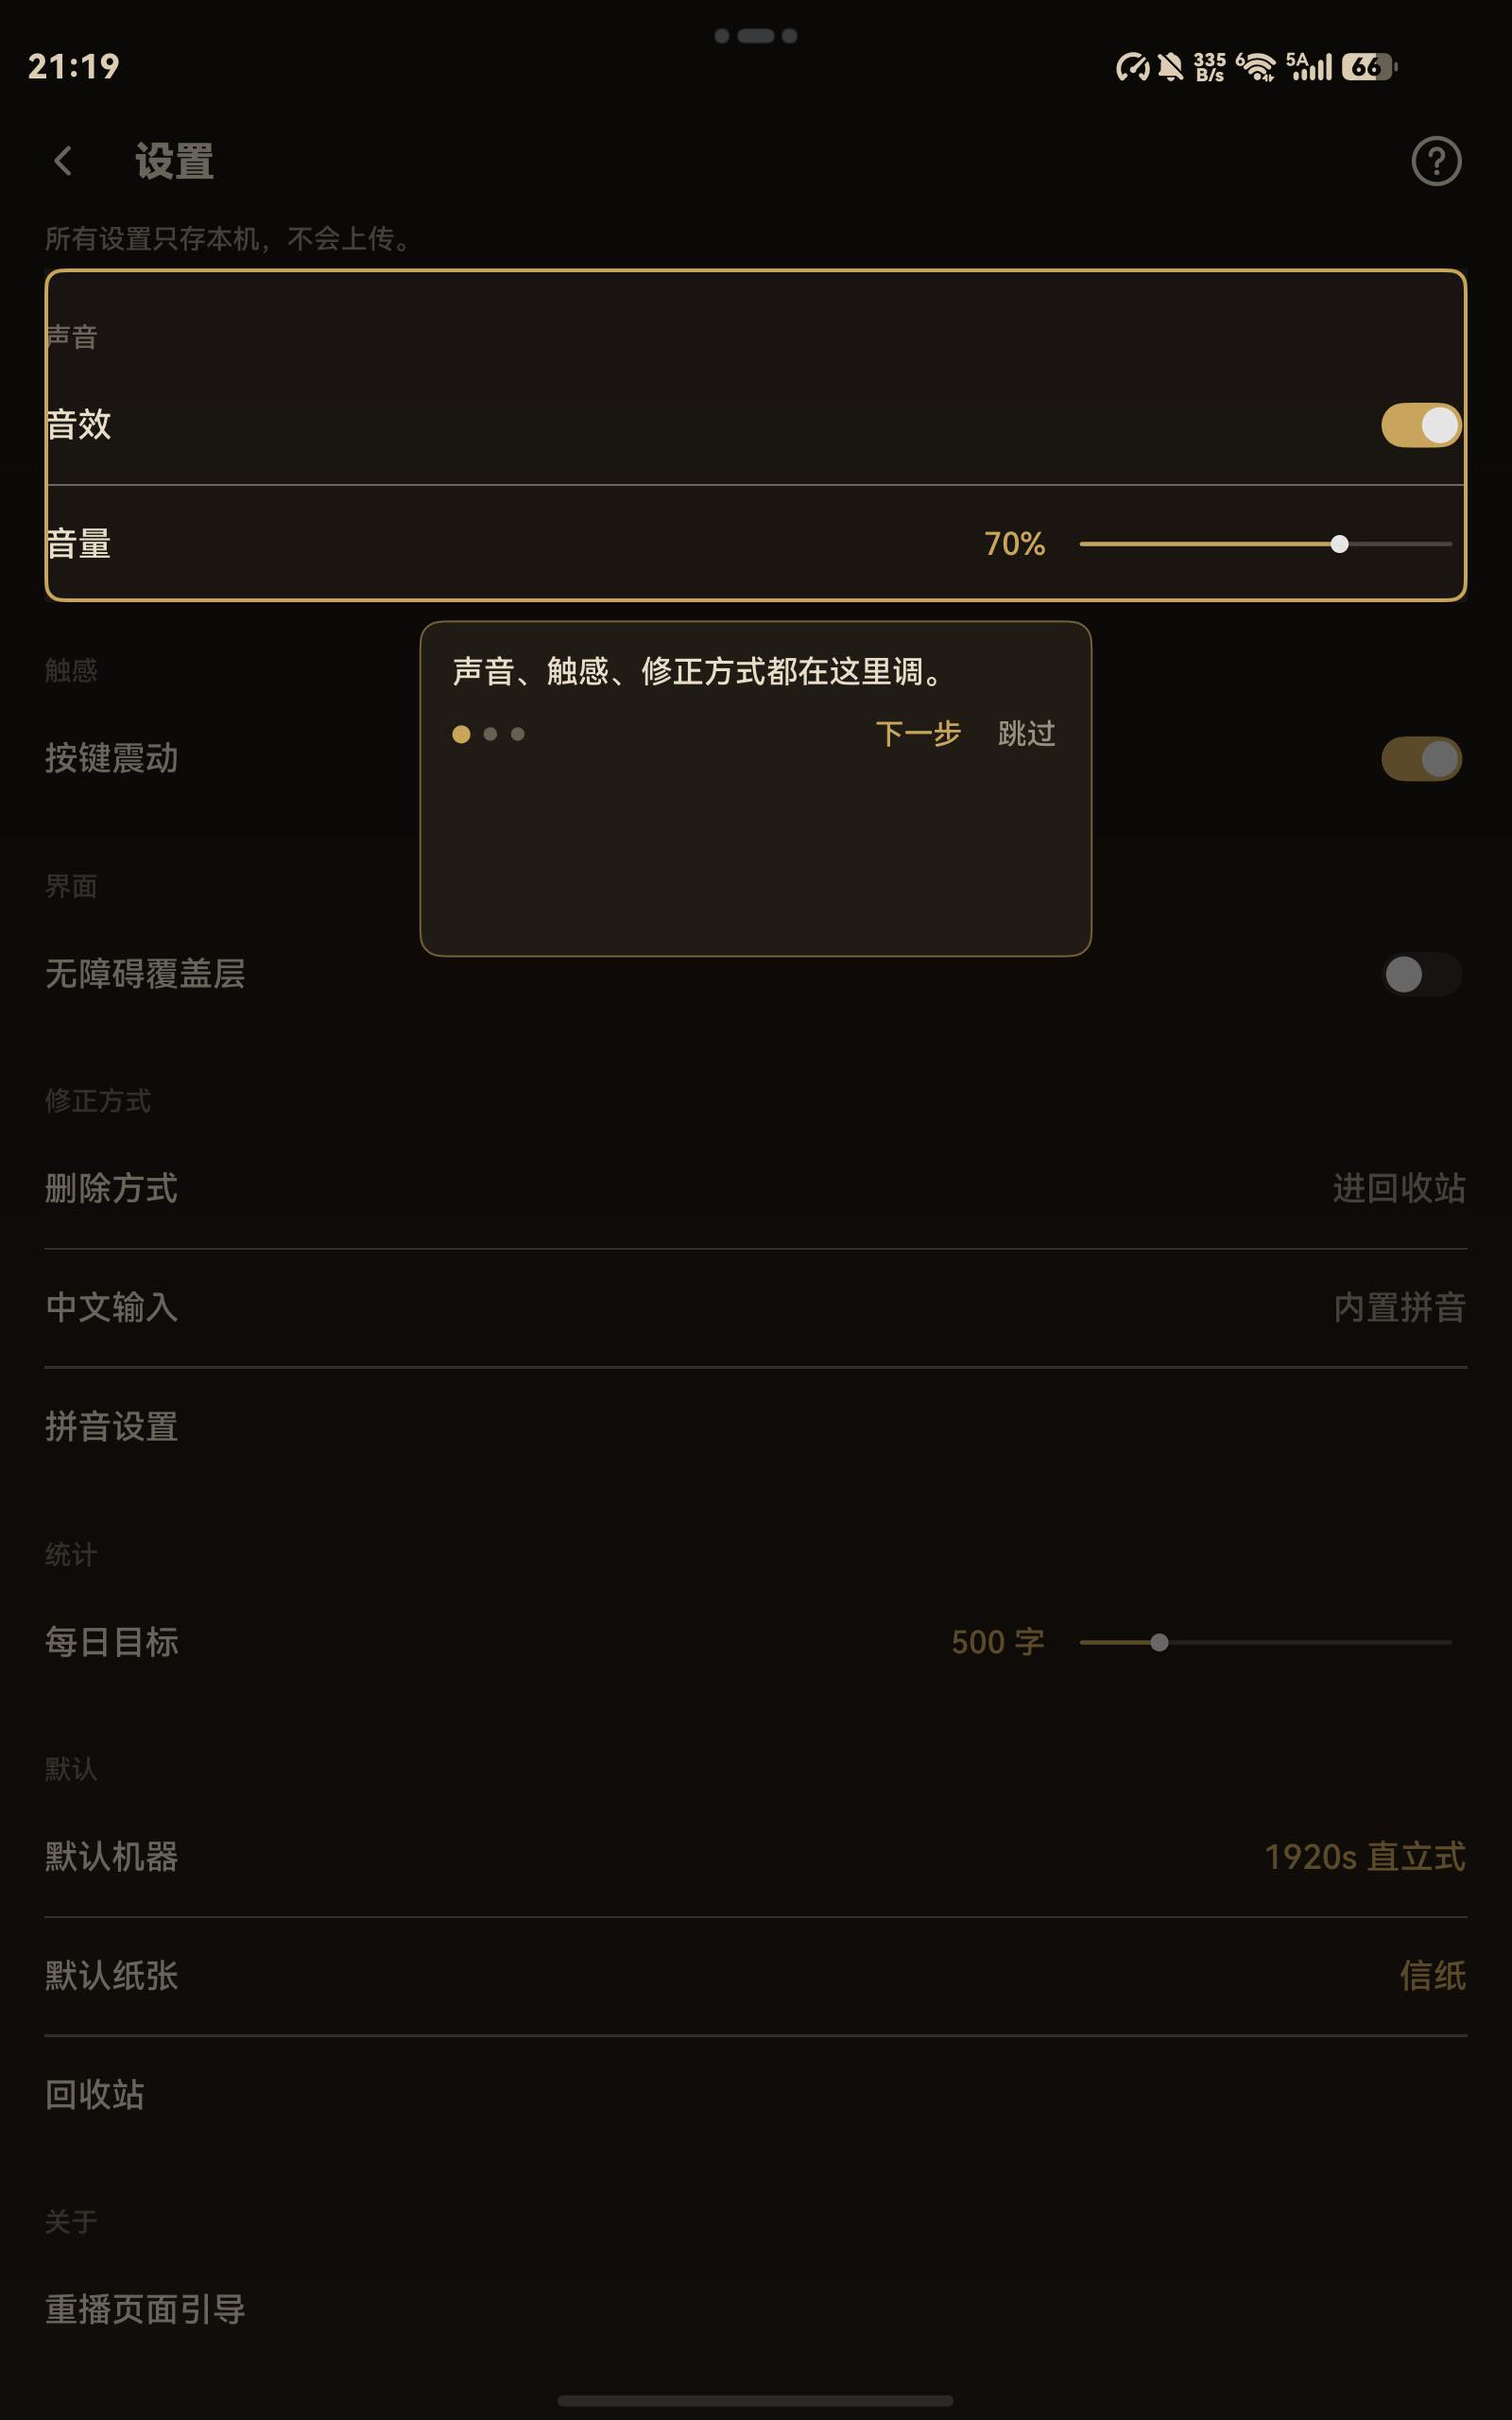 21:19
335 B/s 6 5A 66
设置
所有设置只存本机，不会上传。
声音
音效
音量 70%
声音、触感、修正方式都在这里调。
下一步 跳过
触感
按键震动
界面
无障碍覆盖层
修正方式
删除方式 进回收站
中文输入 内置拼音
拼音设置
统计
每日目标 500 字
默认
默认机器 1920s 直立式
默认纸张 信纸
回收站
关于
重播页面引导